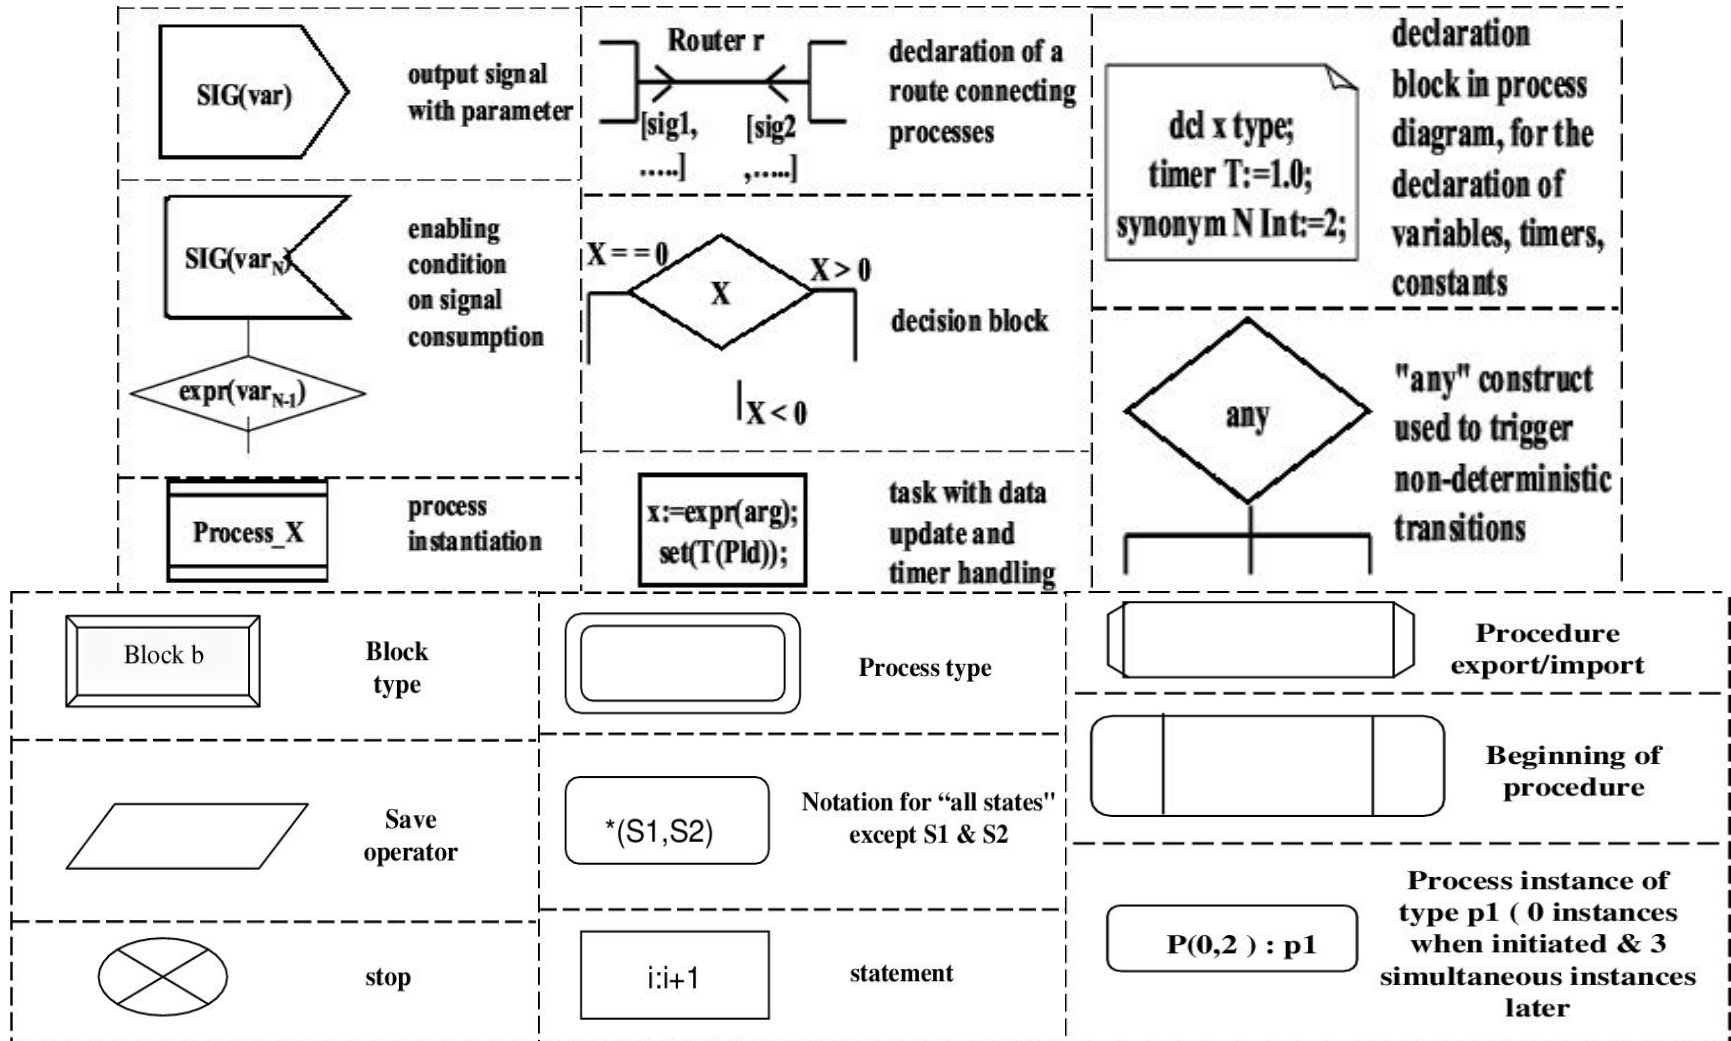 SIG(var)
output signal
with parameter
SIG(varN)
enabling
condition
on signal
consumption
expr(varN-1)
Process_X
process
instantiation
Router r
[sig1,
.....]
[sig2
,.....]
declaration of a
route connecting
processes
X = = 0
X
X > 0
X < 0
decision block
x:=expr(arg);
set(T(Pld));
task with data
update and
timer handling
dcl x type;
timer T:=1.0;
synonym N Int:=2;
declaration
block in process
diagram, for the
declaration of
variables, timers,
constants
any
"any" construct
used to trigger
non-deterministic
transitions
Block b
Block
type
Process type
Procedure
export/import
Save
operator
*(S1,S2)
Notation for “all states"
except S1 & S2
Beginning of
procedure
stop
i:i+1
statement
P(0,2 ) : p1
Process instance of
type p1 ( 0 instances
when initiated & 3
simultaneous instances
later